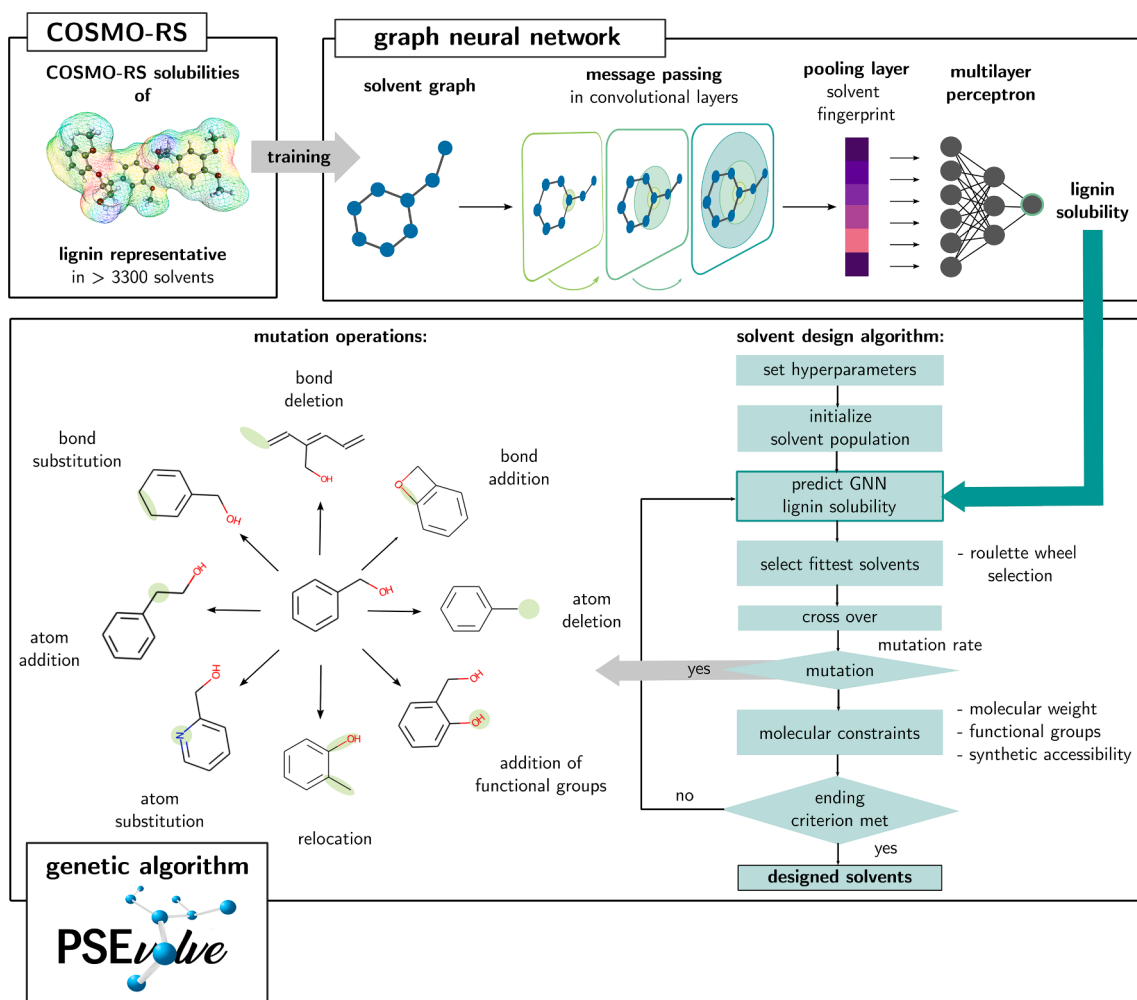 COSMO-RS
COSMO-RS solubilities
of
lignin representative
in > 3300 solvents
training
graph neural network
solvent graph
message passing
in convolutional layers
pooling layer
solvent
fingerprint
multilayer
perceptron
lignin
solubility
mutation operations:
bond
deletion
OH
bond
substitution
OH
bond
addition
O
OH
atom
addition
OH
atom
deletion
OH
N
atom
substitution
OH
relocation
OH
OH
addition of
functional groups
solvent design algorithm:
set hyperparameters
initialize
solvent population
predict GNN
lignin solubility
select fittest solvents
- roulette wheel
selection
cross over
mutation rate
yes
mutation
molecular constraints
- molecular weight
- functional groups
- synthetic accessibility
no
ending
criterion met
yes
designed solvents
genetic algorithm
PSEvolve